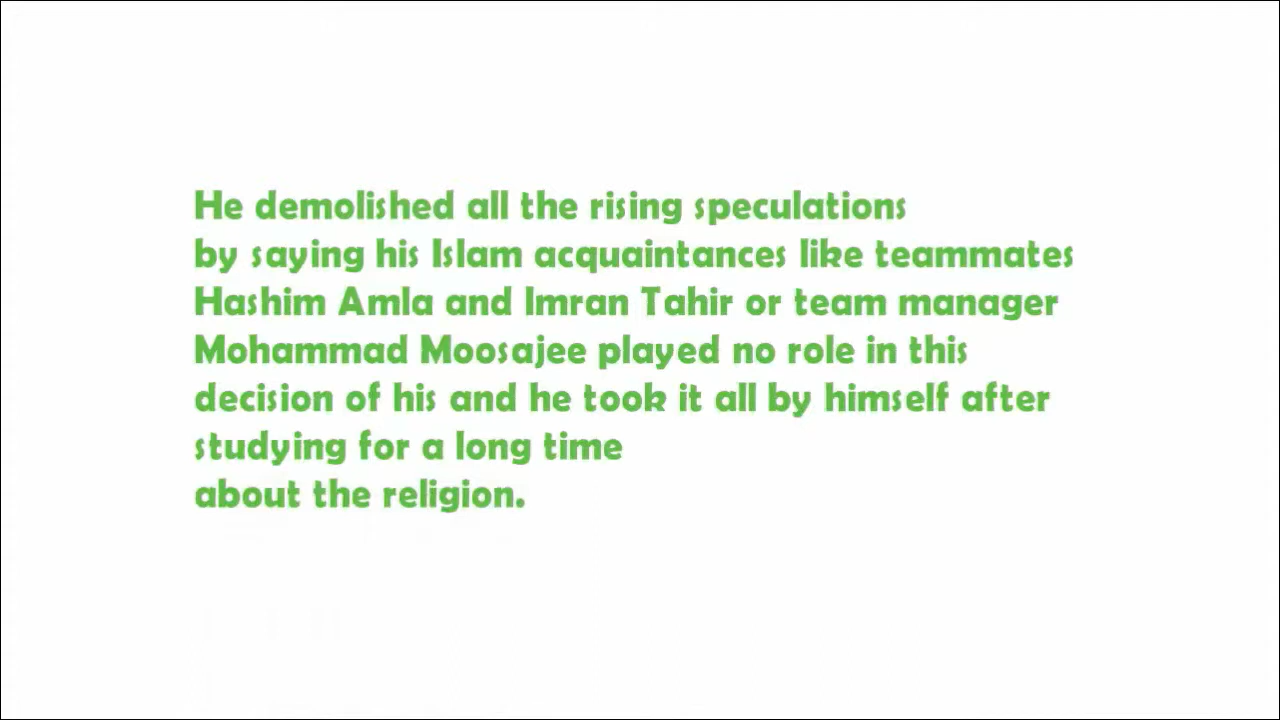 He demolished all the rising speculations
by saying his Islam acquaintances like teammates
Hashim Amla and Imran Tahir or team manager
Mohammad Moosajee played no role in this
decision of his and he took it all by himself after
studying for a long time
about the religion.